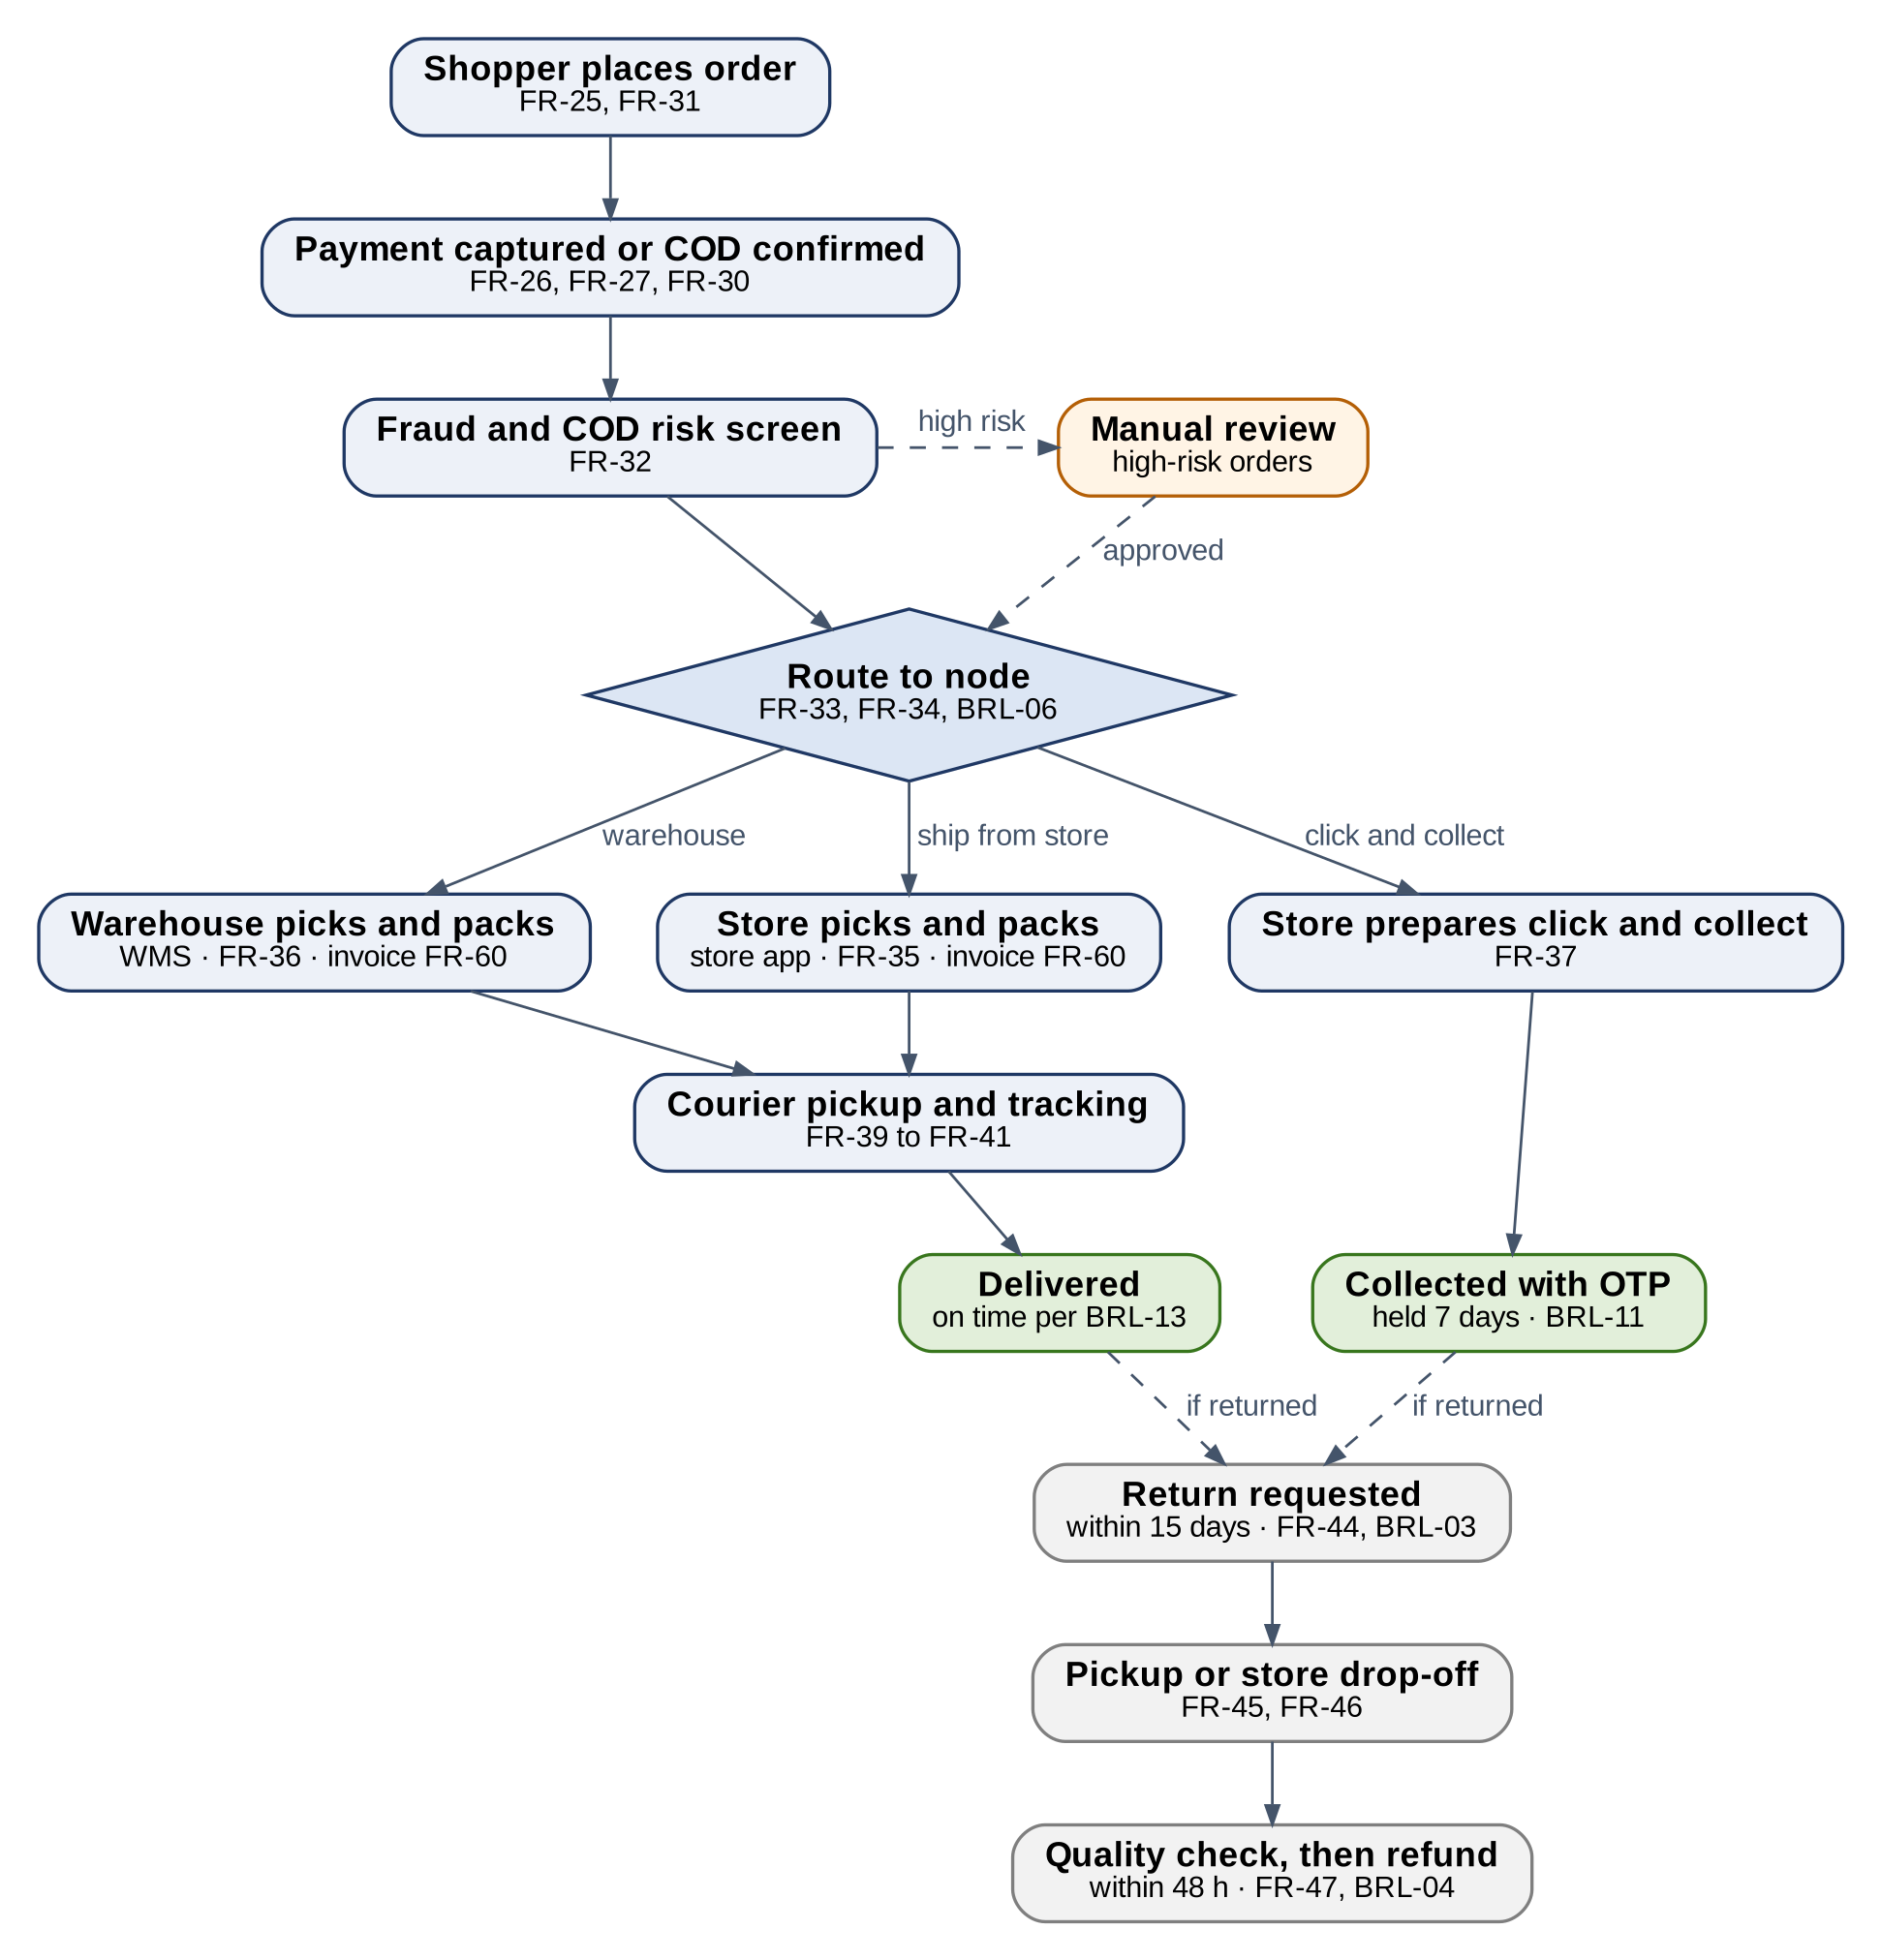 Shopper places order
FR-25, FR-31
Payment captured or COD confirmed
FR-26, FR-27, FR-30
Fraud and COD risk screen
FR-32
high risk
Manual review
high-risk orders
approved
Route to node
FR-33, FR-34, BRL-06
warehouse
ship from store
click and collect
Warehouse picks and packs
WMS · FR-36 · invoice FR-60
Store picks and packs
store app · FR-35 · invoice FR-60
Store prepares click and collect
FR-37
Courier pickup and tracking
FR-39 to FR-41
Delivered
on time per BRL-13
Collected with OTP
held 7 days · BRL-11
if returned
if returned
Return requested
within 15 days · FR-44, BRL-03
Pickup or store drop-off
FR-45, FR-46
Quality check, then refund
within 48 h · FR-47, BRL-04